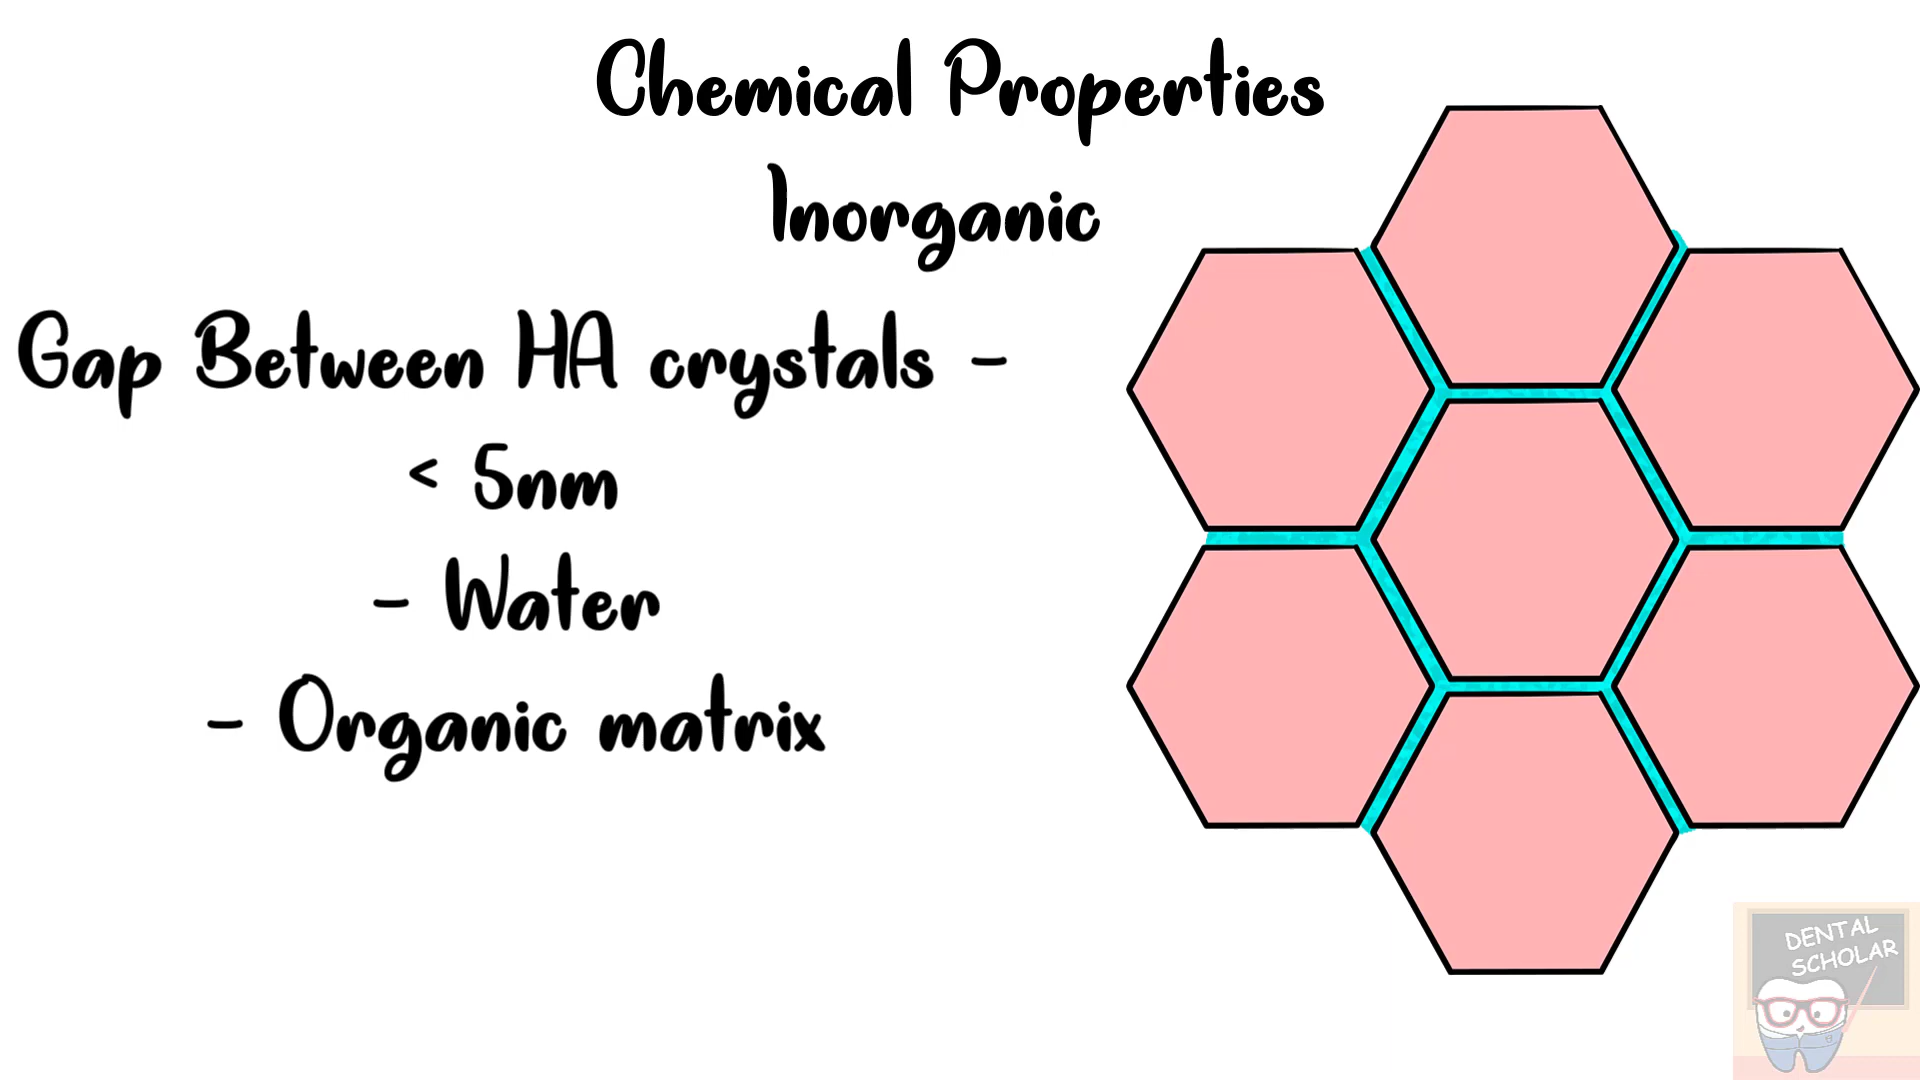 Chemical Properties
Inorganic
Gap Between HA crystals -
< 5nm
- Water
- Organic matrix
DENTAL
SCHOLAR